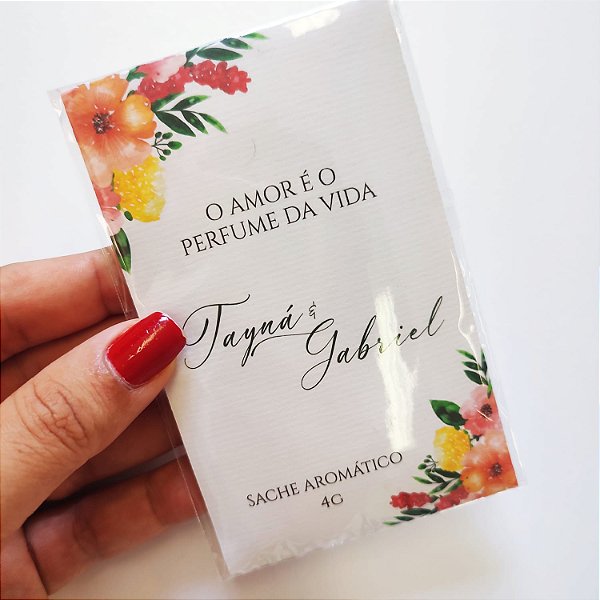 O AMOR É O
PERFUME DA VIDA
Tayná &
Gabriel
SACHE AROMÁTICO
4G